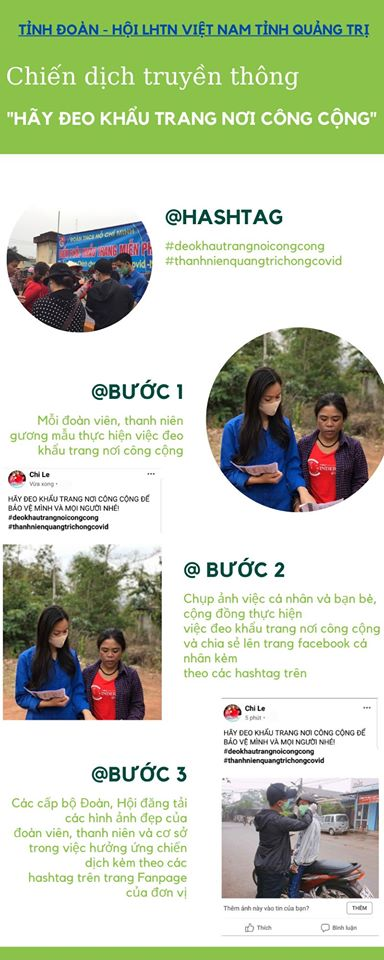 TỈNH ĐOÀN - HỘI LHTN VIỆT NAM TỈNH QUẢNG TRỊ
Chiến dịch truyền thông
"HÃY ĐEO KHẨU TRANG NƠI CÔNG CỘNG"
ĐOÀN TNCS HỒ CHÍ MINH
@HASHTAG
#deokhautrangnoicongcong
#thanhnienquangtrichongcovid
@BƯỚC 1
Mỗi đoàn viên, thanh niên
gương mẫu thực hiện việc đeo
khẩu trang nơi công cộng
Chi Le
Vừa xong
HÃY ĐEO KHẨU TRANG NƠI CÔNG CỘNG ĐỂ
BẢO VỆ MÌNH VÀ MỌI NGƯỜI NHÉ!
#deokhautrangnoicongcong
#thanhnienquangtrichongcovid
@ BƯỚC 2
Chụp ảnh việc cá nhân và bạn bè,
cộng đồng thực hiện
việc đeo khẩu trang nơi công cộng
và chia sẻ lên trang facebook cá
nhân kèm
theo các hashtag trên
Chi Le
5 phút
HÃY ĐEO KHẨU TRANG NƠI CÔNG CỘNG ĐỂ
BẢO VỆ MÌNH VÀ MỌI NGƯỜI NHÉ!
#deokhautrangnoicongcong
#thanhnienquangtrichongcovid
@BƯỚC 3
Các cấp bộ Đoàn, Hội đăng tải
các hình ảnh đẹp của
đoàn viên, thanh niên và cơ sở
trong việc hưởng ứng chiến
dịch kèm theo các
hashtag trên trang Fanpage
của đơn vị
Thêm ảnh này vào tin của bạn?
THÊM
Thích
Bình luận